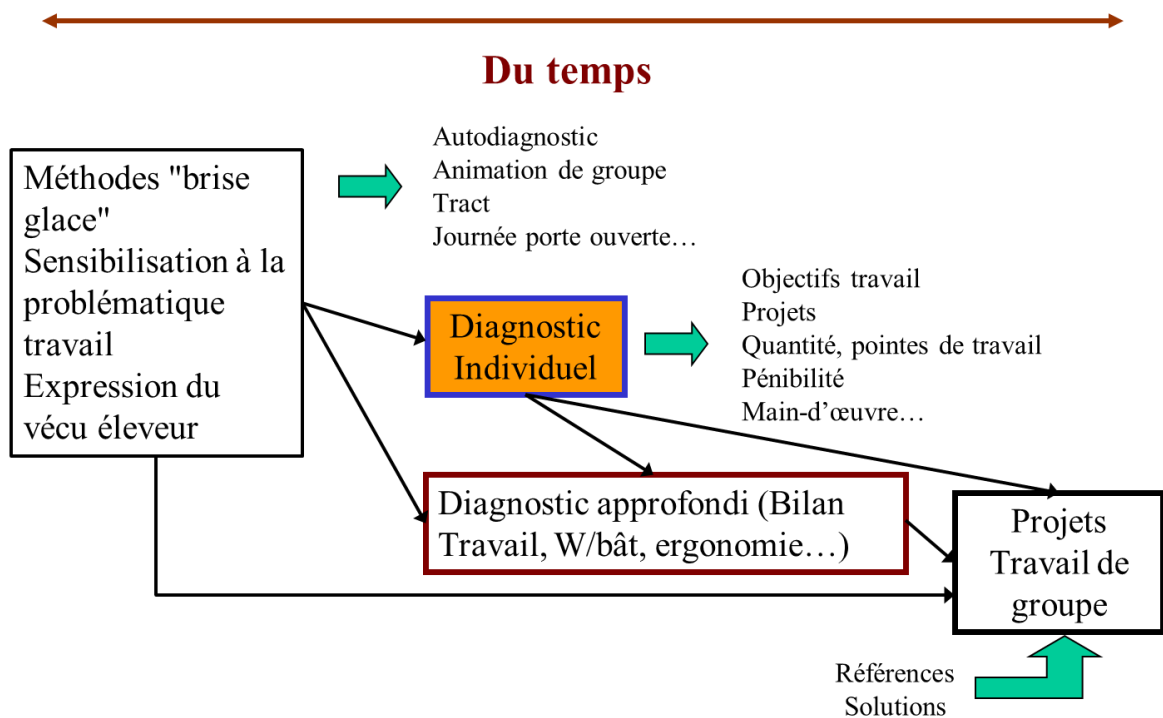 Du temps
Méthodes "brise
glace"
Sensibilisation à la
problématique
travail
Expression du
vécu éleveur
Autodiagnostic
Animation de groupe
Tract
Journée porte ouverte…
Diagnostic
Individuel
Objectifs travail
Projets
Quantité, pointes de travail
Pénibilité
Main-d’œuvre…
Diagnostic approfondi (Bilan
Travail, W/bât, ergonomie…)
Projets
Travail de
groupe
Références
Solutions